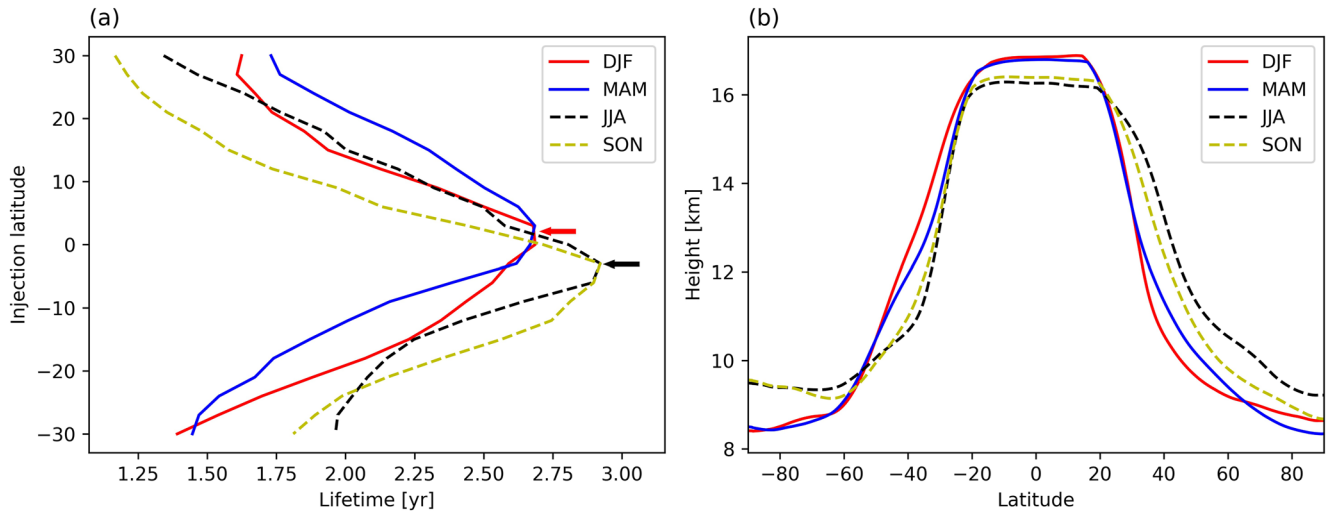 (a)
30
20
10
0
−10
−20
−30
Injection latitude
DJF
MAM
JJA
SON
1.25
1.50
1.75
2.00
2.25
2.50
2.75
3.00
Lifetime [yr]
(b)
16
14
12
10
8
Height [km]
DJF
MAM
JJA
SON
−80
−60
−40
−20
0
20
40
60
80
Latitude